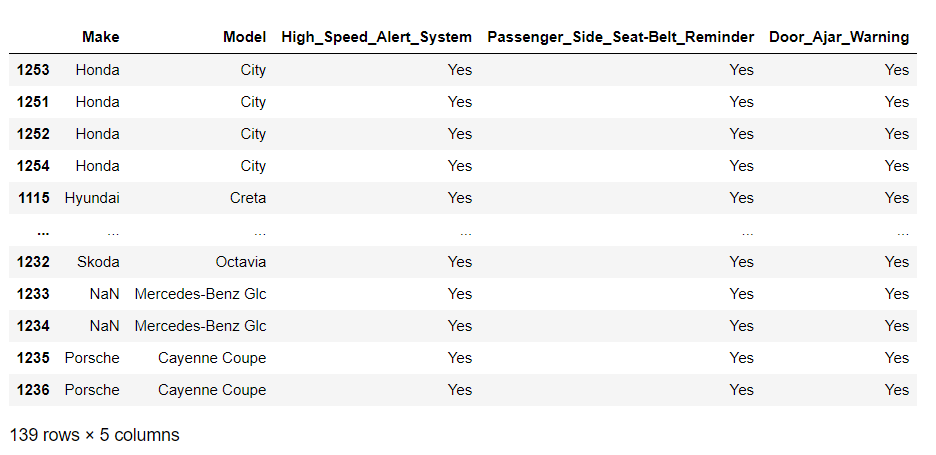 Make Model High_Speed_Alert_System Passenger_Side_Seat-Belt_Reminder Door_Ajar_Warning
1253 Honda City Yes Yes Yes
1251 Honda City Yes Yes Yes
1252 Honda City Yes Yes Yes
1254 Honda City Yes Yes Yes
1115 Hyundai Creta Yes Yes Yes
... ... ... ... ... ...
1232 Skoda Octavia Yes Yes Yes
1233 NaN Mercedes-Benz Glc Yes Yes Yes
1234 NaN Mercedes-Benz Glc Yes Yes Yes
1235 Porsche Cayenne Coupe Yes Yes Yes
1236 Porsche Cayenne Coupe Yes Yes Yes
139 rows × 5 columns